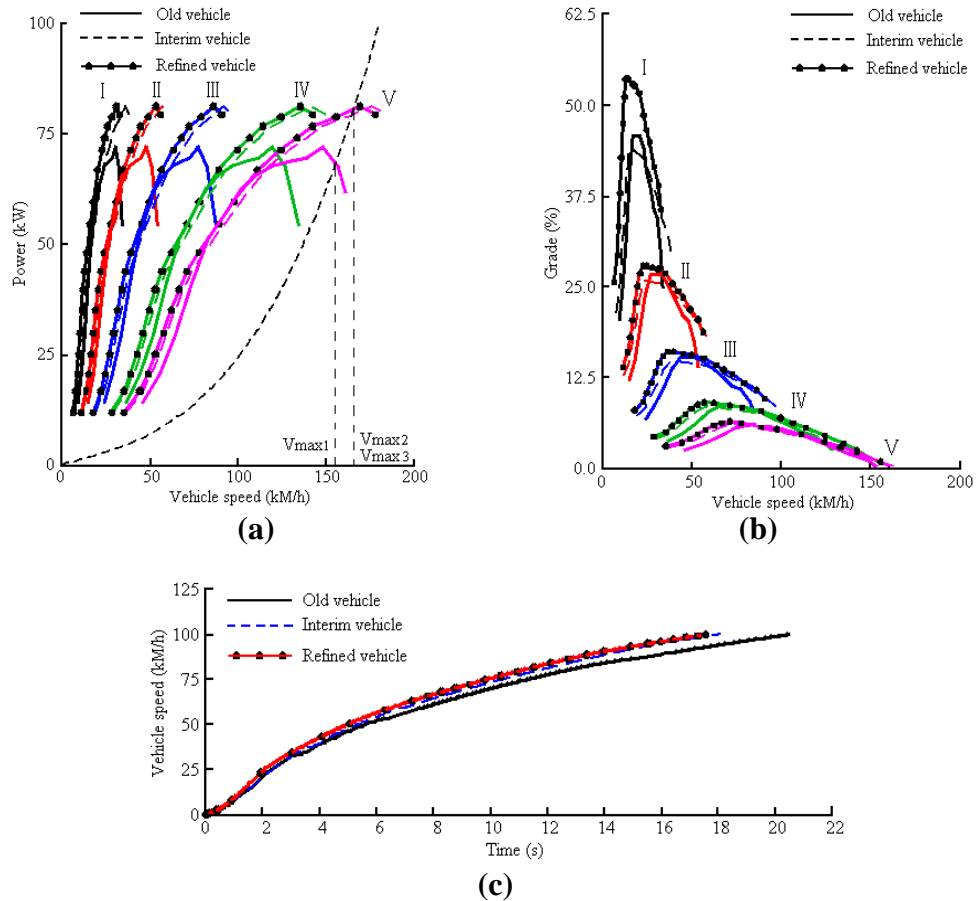 100
75
50
25
0
0
50
100
150
200
Power (kW)
Vehicle speed (kM/h)
Old vehicle
Interim vehicle
Refined vehicle
I
II
III
IV
V
Vmax1
Vmax2
Vmax3
(a)
62.5
50.0
37.5
25.0
12.5
0.0
0
50
100
150
200
Grade (%)
Vehicle speed (kM/h)
Old vehicle
Interim vehicle
Refined vehicle
I
II
III
IV
V
(b)
125
100
75
50
25
0
0
2
4
6
8
10
12
14
16
18
20
22
Vehicle speed (kM/h)
Time (s)
Old vehicle
Interim vehicle
Refined vehicle
(c)